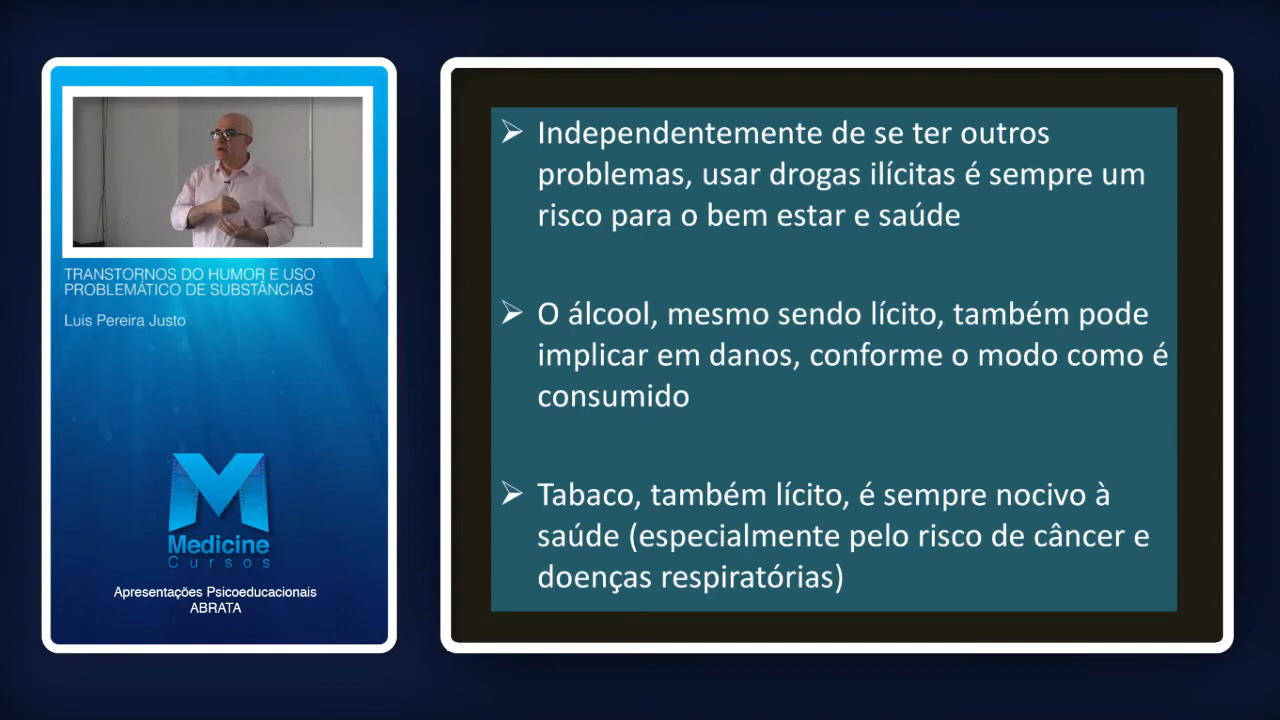 TRANSTORNOS DO HUMOR E USO
PROBLEMÁTICO DE SUBSTÂNCIAS
Luis Pereira Justo
Medicine
Cursos
Apresentações Psicoeducacionais
ABRATA
Independentemente de se ter outros
problemas, usar drogas ilícitas é sempre um
risco para o bem estar e saúde
O álcool, mesmo sendo lícito, também pode
implicar em danos, conforme o modo como é
consumido
Tabaco, também lícito, é sempre nocivo à
saúde (especialmente pelo risco de câncer e
doenças respiratórias)